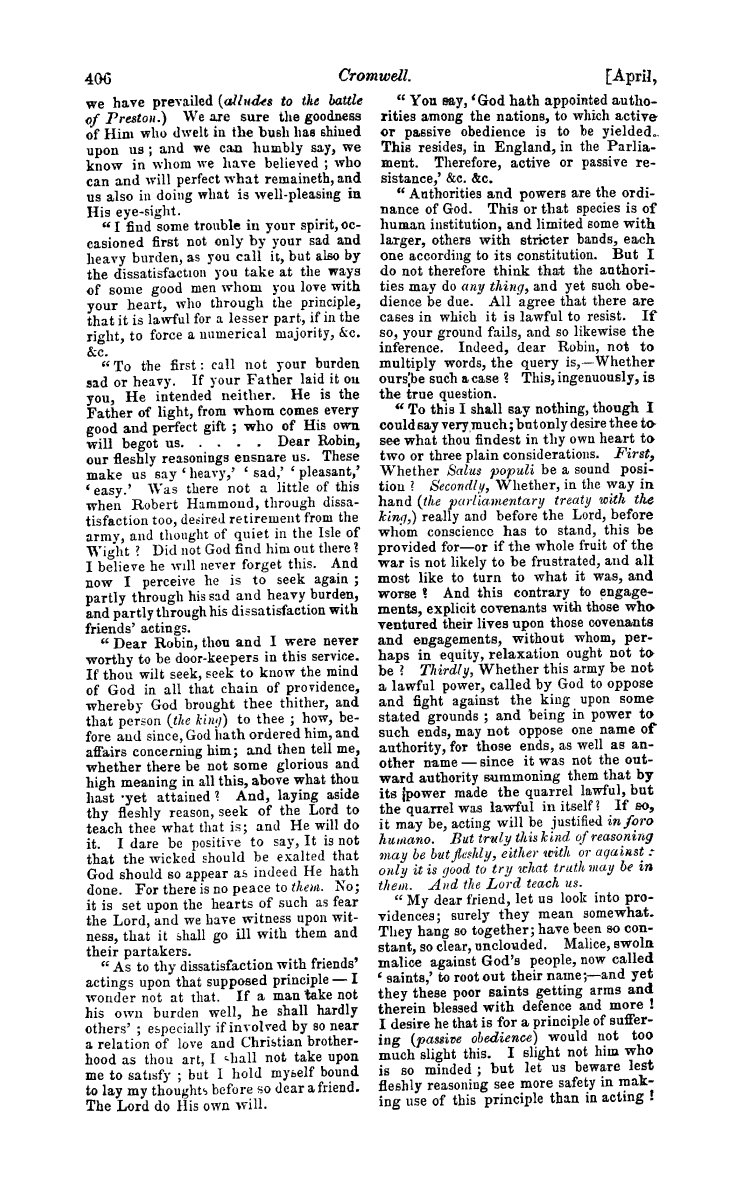 406 Cromwell. [April,
we have prevailed (alludes to the battle
of Preston.) We are sure the goodness
of Him who dwelt in the bush has shined
upon us ; and we can humbly say, we
know in whom we have believed ; who
can and will perfect what remaineth, and
us also in doing what is well-pleasing in
His eye-sight.
“ I find some trouble in your spirit, oc-
casioned first not only by your sad and
heavy burden, as you call it, but also by
the dissatisfaction you take at the ways
of some good men whom you love with
your heart, who through the principle,
that it is lawful for a lesser part, if in the
right, to force a numerical majority, &c.
&c.
“ To the first : call not your burden
sad or heavy. If your Father laid it on
you, He intended neither. He is the
Father of light, from whom comes every
good and perfect gift ; who of His own
will begot us. . . . . . Dear Robin,
our fleshly reasonings ensnare us. These
make us say ‘ heavy,’ ‘ sad,’ ‘ pleasant,’
‘ easy.’ Was there not a little of this
when Robert Hammond, through dissa-
tisfaction too, desired retirement from the
army, and thought of quiet in the Isle of
Wight ? Did not God find him out there ?
I believe he will never forget this. And
now I perceive he is to seek again ;
partly through his sad and heavy burden,
and partly through his dissatisfaction with
friends’ actings.
“ Dear Robin, thou and I were never
worthy to be door-keepers in this service.
If thou wilt seek, seek to know the mind
of God in all that chain of providence,
whereby God brought thee thither, and
that person (the king) to thee ; how, be-
fore and since, God hath ordered him, and
affairs concerning him; and then tell me,
whether there be not some glorious and
high meaning in all this, above what thou
hast yet attained ? And, laying aside
thy fleshly reason, seek of the Lord to
teach thee what that is; and He will do
it. I dare be positive to say, It is not
that the wicked should be exalted that
God should so appear as indeed He hath
done. For there is no peace to them. No;
it is set upon the hearts of such as fear
the Lord, and we have witness upon wit-
ness, that it shall go ill with them and
their partakers.
“ As to thy dissatisfaction with friends’
actings upon that supposed principle — I
wonder not at that. If a man take not
his own burden well, he shall hardly
others’ ; especially if involved by so near
a relation of love and Christian brother-
hood as thou art, I shall not take upon
me to satisfy ; but I hold myself bound
to lay my thoughts before so dear a friend.
The Lord do His own will.
“ You say, ‘God hath appointed autho-
rities among the nations, to which active
or passive obedience is to be yielded.
This resides, in England, in the Parlia-
ment. Therefore, active or passive re-
sistance,’ &c. &c.
“ Authorities and powers are the ordi-
nance of God. This or that species is of
human institution, and limited some with
larger, others with stricter bands, each
one according to its constitution. But I
do not therefore think that the authori-
ties may do any thing, and yet such obe-
dience be due. All agree that there are
cases in which it is lawful to resist. If
so, your ground fails, and so likewise the
inference. Indeed, dear Robin, not to
multiply words, the query is,—Whether
ours be such a case ? This, ingenuously, is
the true question.
“ To this I shall say nothing, though I
could say very much; but only desire thee to
see what thou findest in thy own heart to
two or three plain considerations. First,
Whether Salus populi be a sound posi-
tion ? Secondly, Whether, in the way in
hand (the parliamentary treaty with the
king,) really and before the Lord, before
whom conscience has to stand, this be
provided for—or if the whole fruit of the
war is not likely to be frustrated, and all
most like to turn to what it was, and
worse ? And this contrary to engage-
ments, explicit covenants with those who
ventured their lives upon those covenants
and engagements, without whom, per-
haps in equity, relaxation ought not to
be ? Thirdly, Whether this army be not
a lawful power, called by God to oppose
and fight against the king upon some
stated grounds ; and being in power to
such ends, may not oppose one name of
authority, for those ends, as well as an-
other name — since it was not the out-
ward authority summoning them that by
its power made the quarrel lawful, but
the quarrel was lawful in itself? If so,
it may be, acting will be justified in foro
humano. But truly this kind of reasoning
may be but fleshly, either with or against :
only it is good to try what truth may be in
them. And the Lord teach us.
“ My dear friend, let us look into pro-
vidences; surely they mean somewhat.
They hang so together; have been so con-
stant, so clear, unclouded. Malice, swoln
malice against God’s people, now called
‘ saints,’ to root out their name;—and yet
they these poor saints getting arms and
therein blessed with defence and more !
I desire he that is for a principle of suffer-
ing (passive obedience) would not too
much slight this. I slight not him who
is so minded ; but let us beware lest
fleshly reasoning see more safety in mak-
ing use of this principle than in acting !